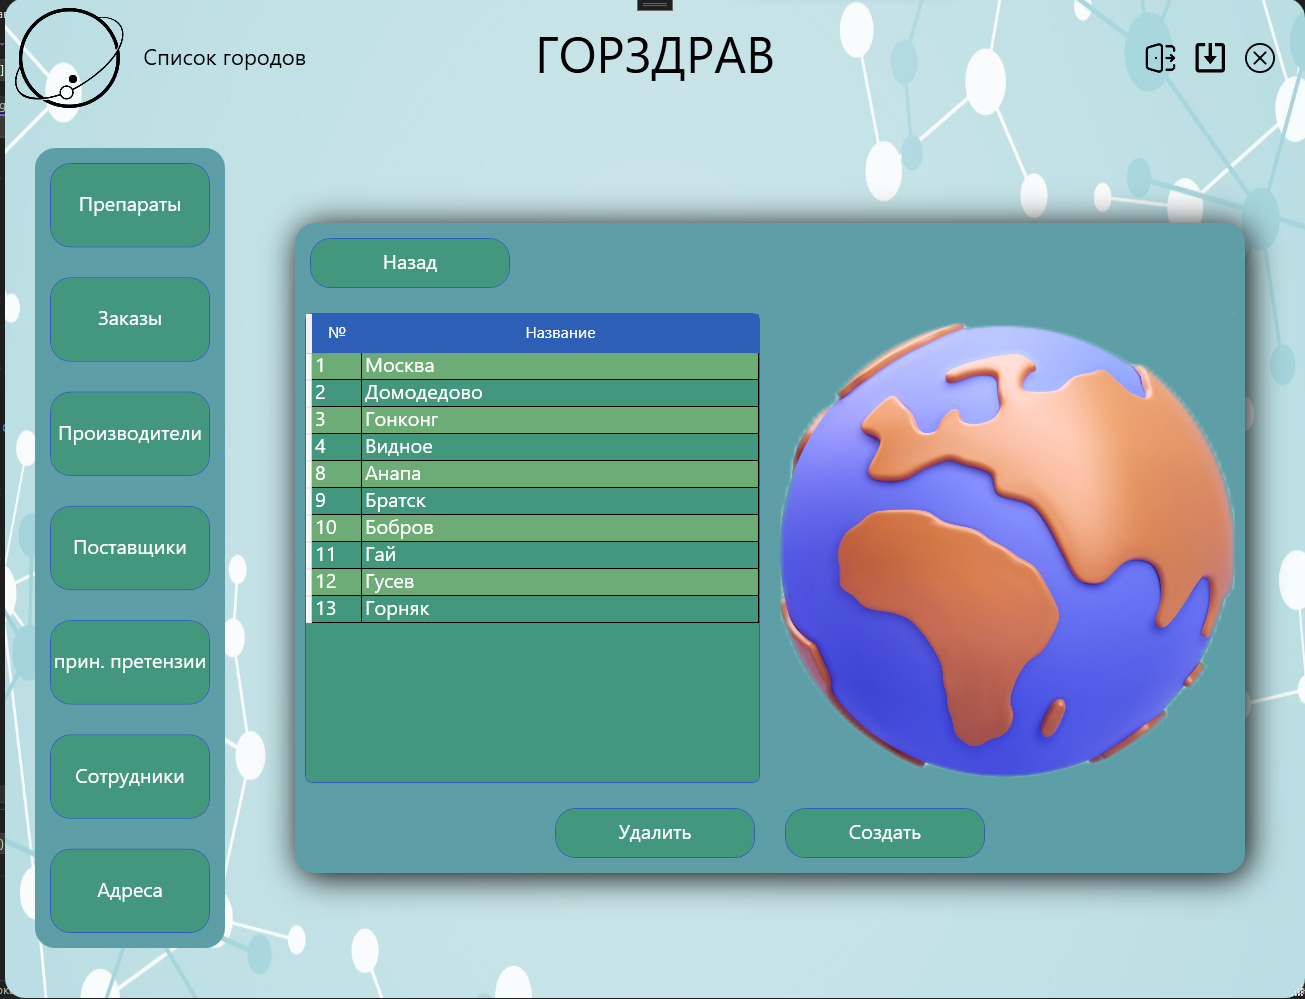 Список городов
ГОРЗДРАВ
Препараты
Заказы
Производители
Поставщики
прин. претензии
Сотрудники
Адреса
Назад
№ Название
1 Москва
2 Домодедово
3 Гонконг
4 Видное
8 Анапа
9 Братск
10 Бобров
11 Гай
12 Гусев
13 Горняк
Удалить Создать